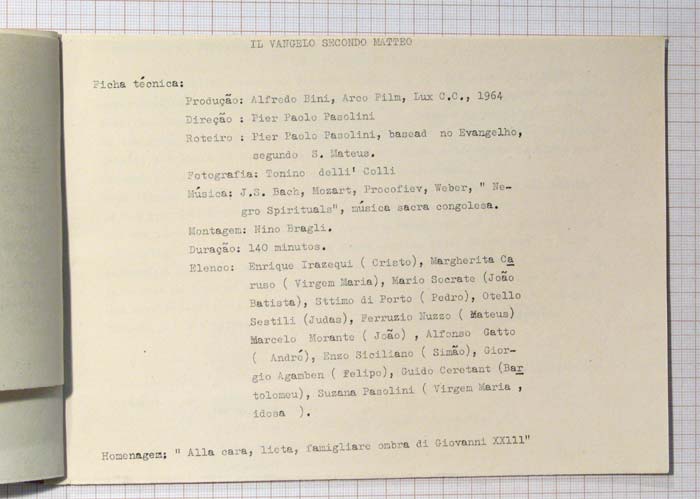 IL VANGELO SECONDO MATTEO
Ficha técnica:
Produção: Alfredo Bini, Arco Film, Lux C.C., 1964
Direção : Pier Paolo Pasolini
Roteiro : Pier Paolo Pasolini, basead no Evangelho,
segundo S. Mateus.
Fotografia: Tonino delli' Colli
Música: J.S. Bach, Mozart, Procofiev, Weber, " Ne-
gro Spirituals", música sacra congolesa.
Montagem: Nino Bragli.
Duração: 140 minutos.
Elenco: Enrique Irazequi ( Cristo), Margherita Ca
ruso ( Virgem Maria), Mario Socrate (João
Batista), Sttimo di Porto ( Pedro), Otello
Sestili (Judas), Ferruzio Nuzzo ( Mateus)
Marcelo Morante ( João) , Alfonso Gatto
( André), Enzo Siciliano ( Simão), Gior-
gio Agamben ( Felipo), Guido Ceretant (Bar
tolomeu), Suzana Pasolini ( Virgem Maria ,
idosa ).
Homenagem: " Alla cara, lieta, famigliare ombra di Giovanni XXlll"